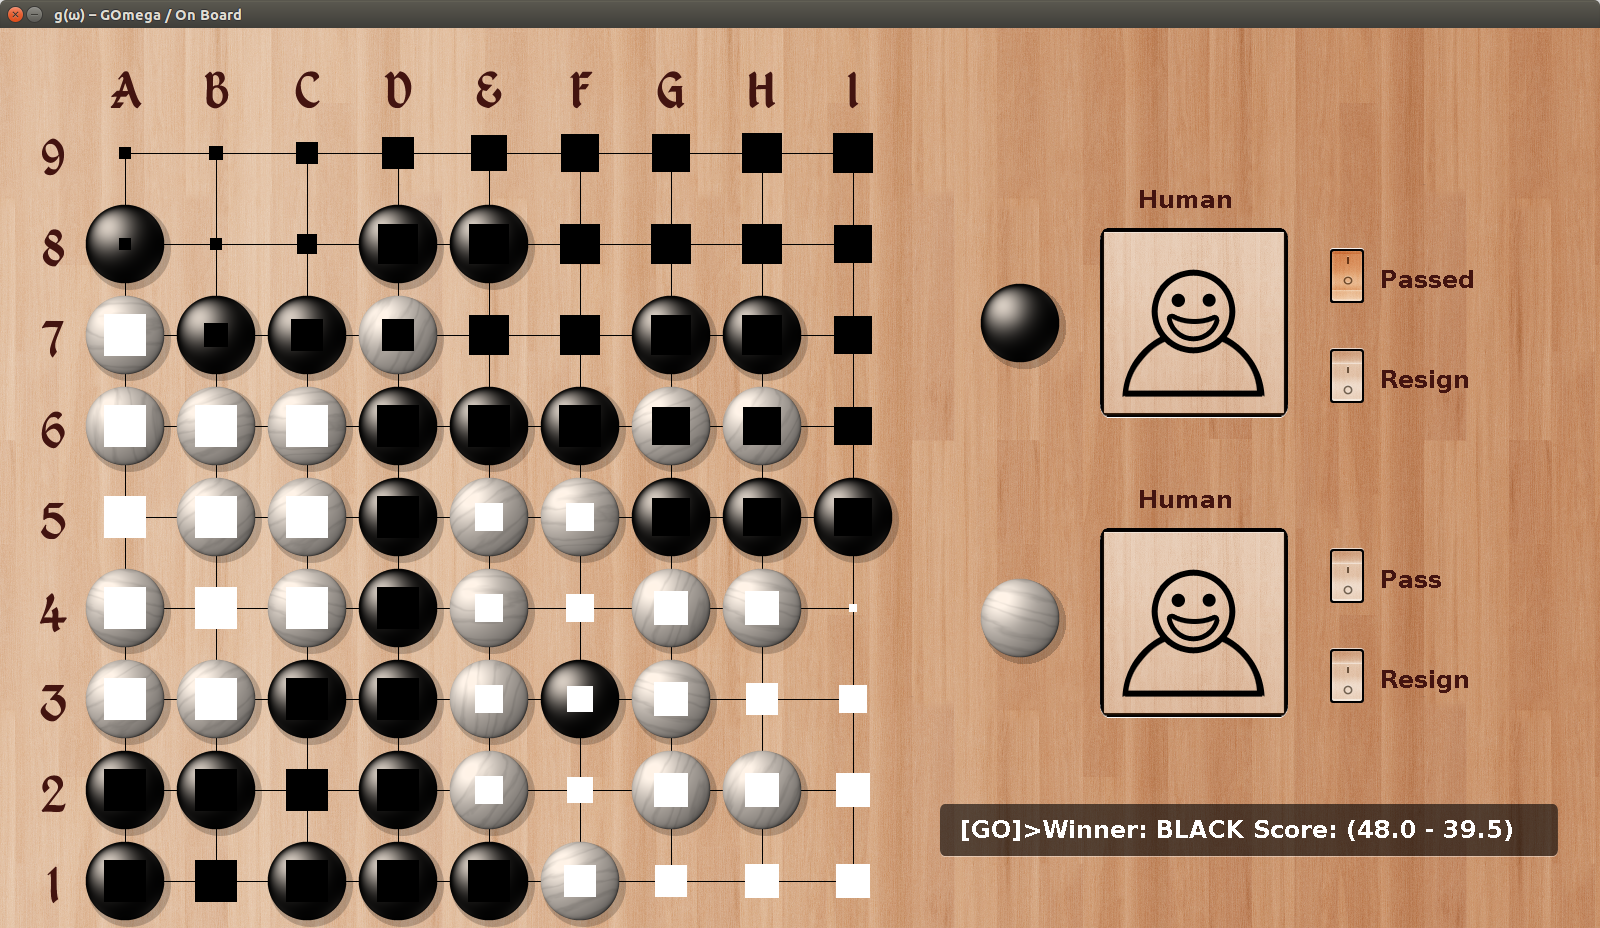 g(ω) – GOmega / On Board
A B C D E F G H I
9
8
7
6
5
4
3
2
1
Human
Passed
Resign
Human
Pass
Resign
[GO]>Winner: BLACK Score: (48.0 - 39.5)